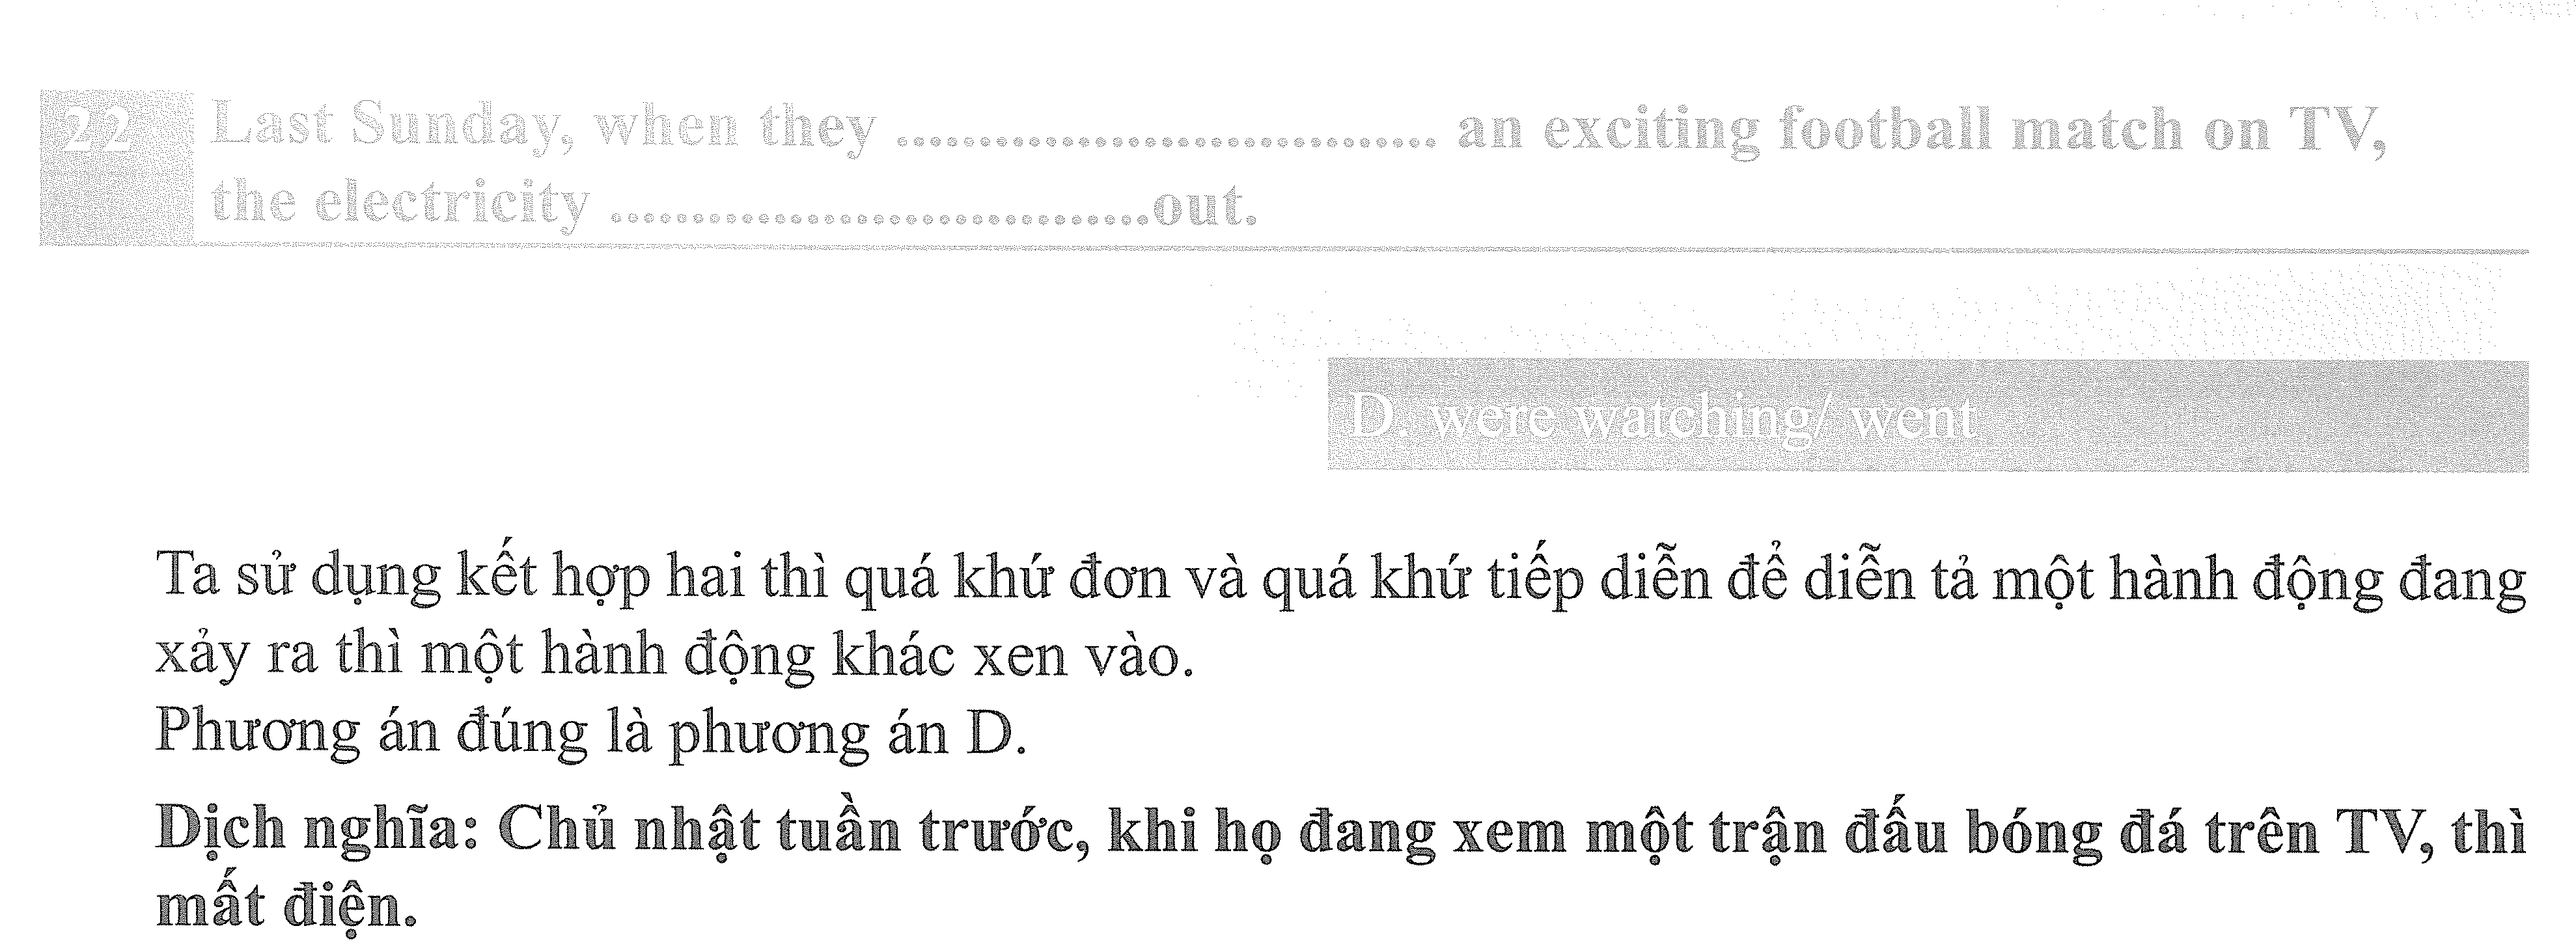 22 Last Sunday, when they ................................. an exciting football match on TV,
the electricity .................................out.
D. were watching/ went
Ta sử dụng kết hợp hai thì quá khứ đơn và quá khứ tiếp diễn để diễn tả một hành động đang
xảy ra thì một hành động khác xen vào.
Phương án đúng là phương án D.
Dịch nghĩa: Chủ nhật tuần trước, khi họ đang xem một trận đấu bóng đá trên TV, thì
mất điện.